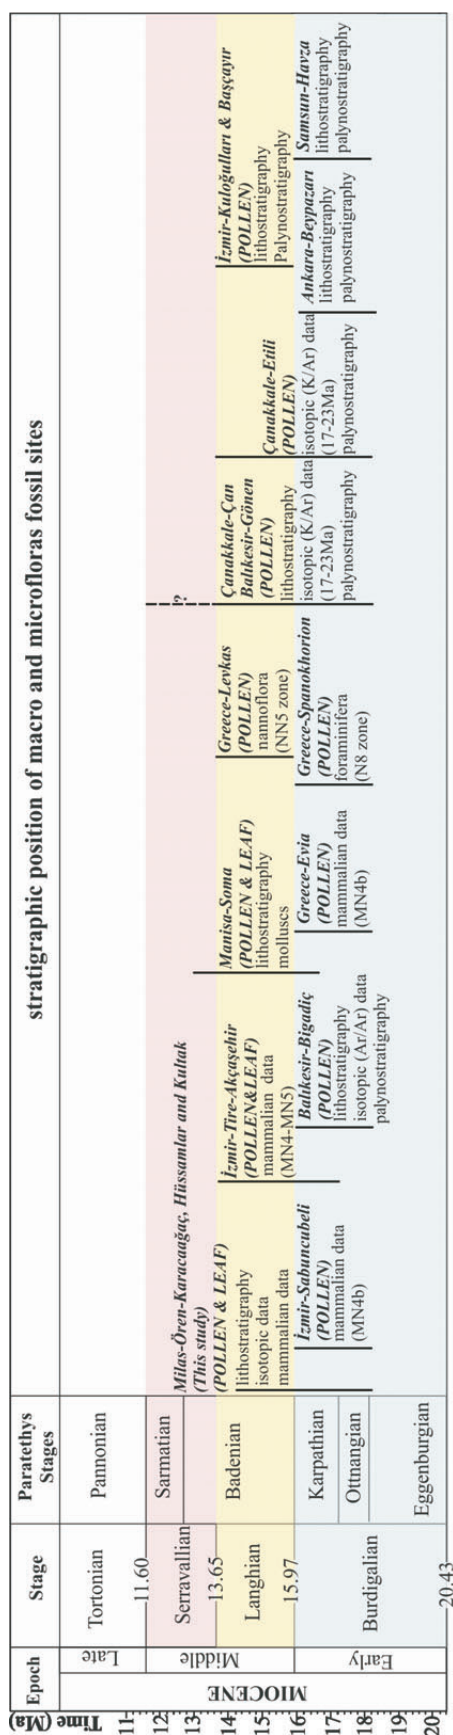 stratigraphic position of macro and microfloras fossil sites
Time (Ma)
Epoch
Stage
Paratethys
Stages
MIOCENE
Late
Middle
Early
11
12
13
14
15
16
17
18
19
20
Tortonian
11.60
Serravallian
13.65
Langhian
15.97
Burdigalian
20.43
Pannonian
Sarmatian
Badenian
Karpathian
Ottnangian
Eggenburgian
Milas-Ören-Karacaağaç, Hüssamlar and Kultak
(This study)
(POLLEN & LEAF)
lithostratigraphy
isotopic data
mammalian data
İzmir-Sabuncubeli
(POLLEN)
mammalian data
(MN4b)
İzmir-Tire-Akçaşehir
(POLLEN&LEAF)
mammalian data
(MN4-MN5)
Balıkesir-Bigadiç
(POLLEN)
lithostratigraphy
isotopic (Ar/Ar) data
palynostratigraphy
Manisa-Soma
(POLLEN & LEAF)
lithostratigraphy
molluscs
Greece-Evia
(POLLEN)
mammalian data
(MN4b)
Greece-Levkas
(POLLEN)
nannoflora
(NN5 zone)
Greece-Spanokhorion
(POLLEN)
foraminifera
(N8 zone)
?
Çanakkale-Çan
Balıkesir-Gönen
(POLLEN)
lithostratigraphy
isotopic (K/Ar) data
(17-23Ma)
palynostratigraphy
Çanakkale-Etili
(POLLEN)
isotopic (K/Ar) data
(17-23Ma)
palynostratigraphy
İzmir-Kuloğulları & Başçayır
(POLLEN)
lithostratigraphy
Palynostratigraphy
Ankara-Beypazarı
lithostratigraphy
palynostratigraphy
Samsun-Havza
lithostratigraphy
palynostratigraphy